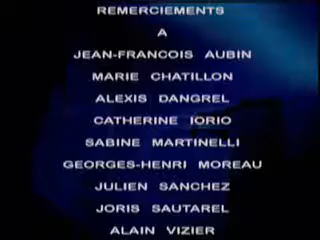 REMERCIEMENTS
A
JEAN-FRANCOIS AUBIN
MARIE CHATILLON
ALEXIS DANGREL
CATHERINE IORIO
SABINE MARTINELLI
GEORGES-HENRI MOREAU
JULIEN SANCHEZ
JORIS SAUTAREL
ALAIN VIZIER